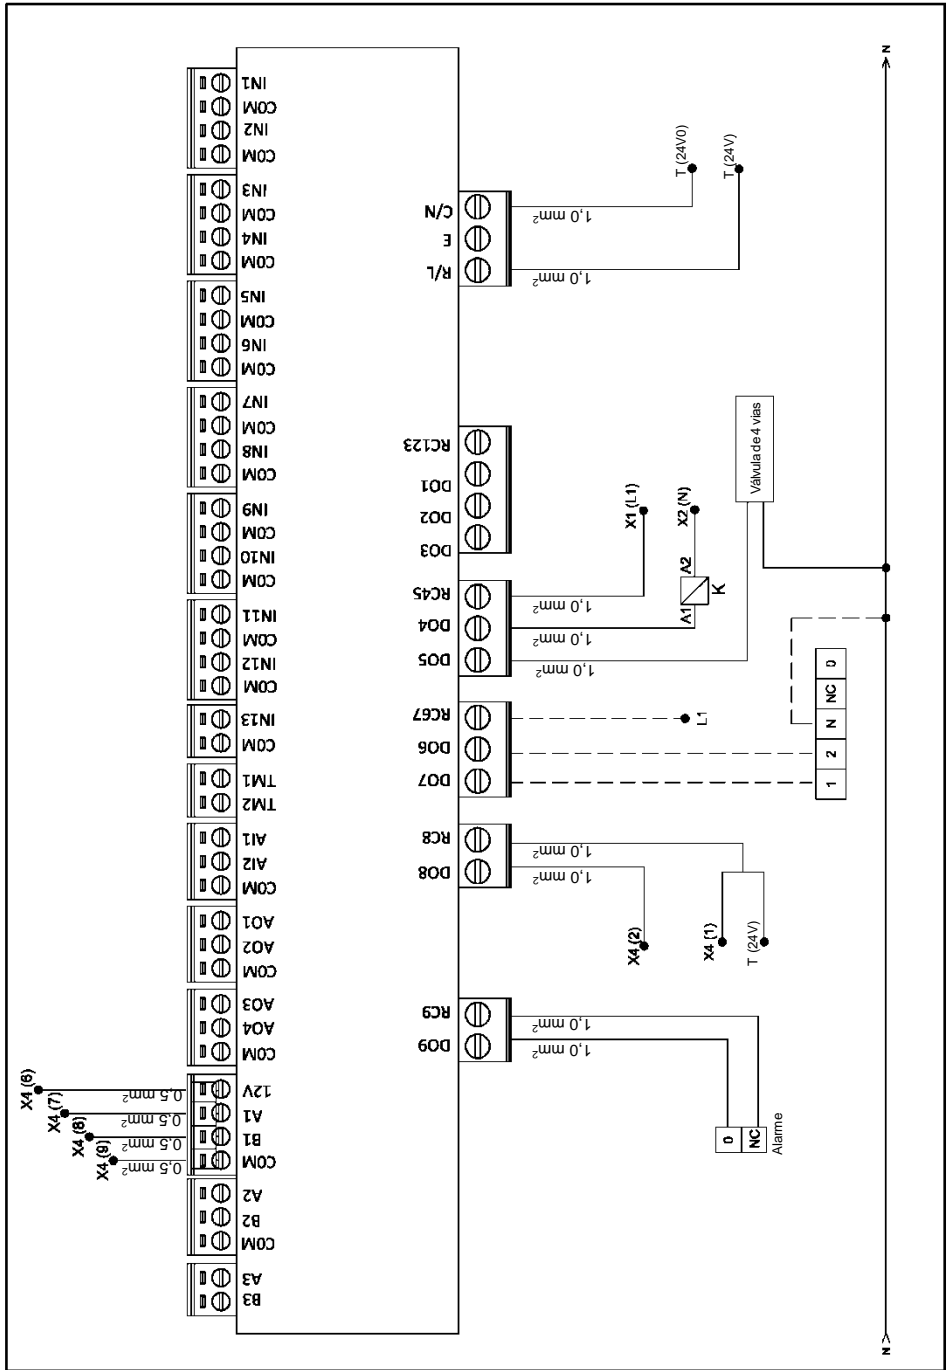 IN1
COM
IN2
COM
IN3
COM
IN4
COM
IN5
COM
IN6
COM
IN7
COM
IN8
COM
IN9
COM
IN10
COM
IN11
COM
IN12
COM
IN13
COM
TM1
TM2
AI1
AI2
COM
AO1
AO2
COM
AO3
AO4
COM
12V
A1
B1
COM
A2
B2
COM
A3
B3
X4 (6)
X4 (7)
X4 (8)
X4 (9)
0,5 mm²
0,5 mm²
0,5 mm²
0,5 mm²
C/N
E
R/L
1,0 mm²
1,0 mm²
T (24V0)
T (24V)
RC123
DO1
DO2
DO3
RC45
DO4
DO5
1,0 mm²
1,0 mm²
1,0 mm²
X1 (L1)
X2 (N)
A1
A2
K
Válvula de 4 vias
RC67
DO6
DO7
L1
1
2
N
NC
0
RC8
DO8
1,0 mm²
1,0 mm²
X4 (2)
X4 (1)
T (24V)
RC9
DO9
1,0 mm²
1,0 mm²
0
NC
Alarme
N
N